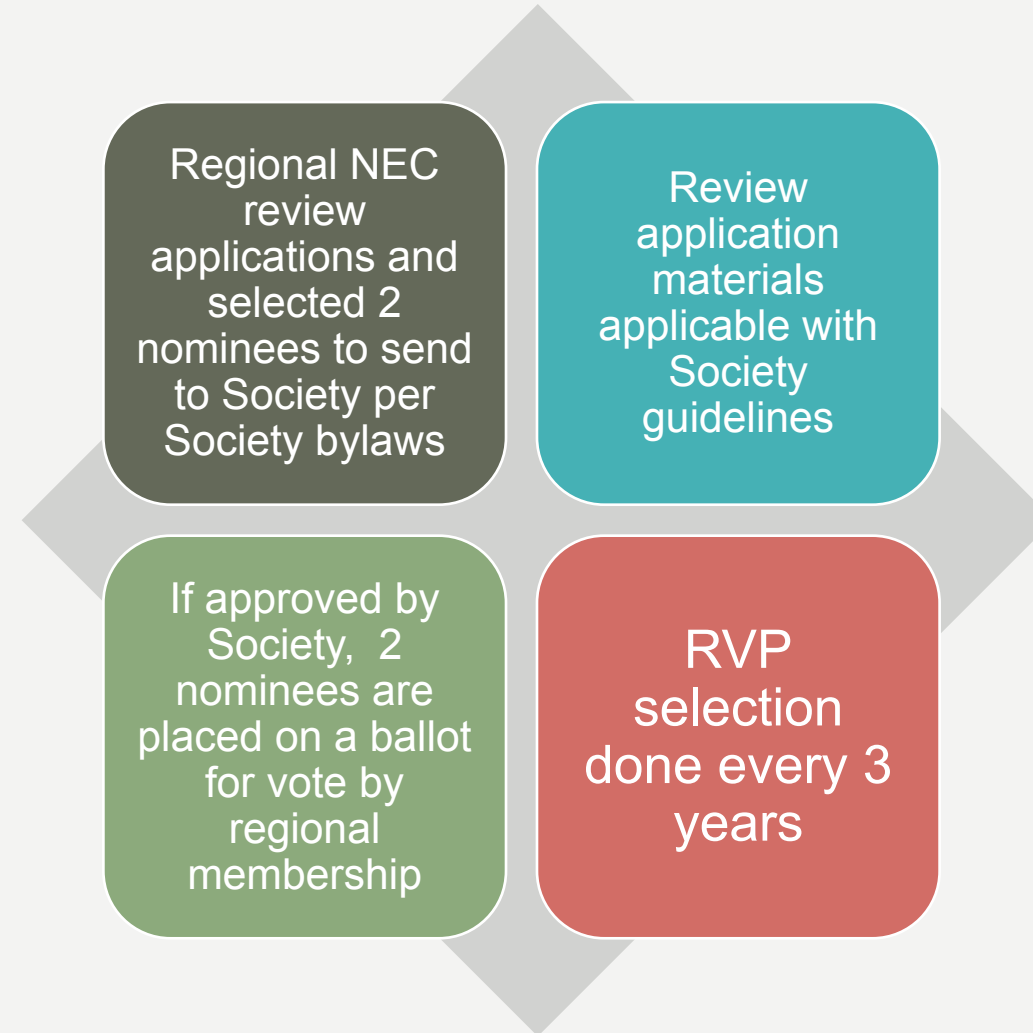 Regional NEC
review
applications and
selected 2
nominees to send
to Society per
Society bylaws
Review
application
materials
applicable with
Society
guidelines
If approved by
Society, 2
nominees are
placed on a ballot
for vote by
regional
membership
RVP
selection
done every 3
years